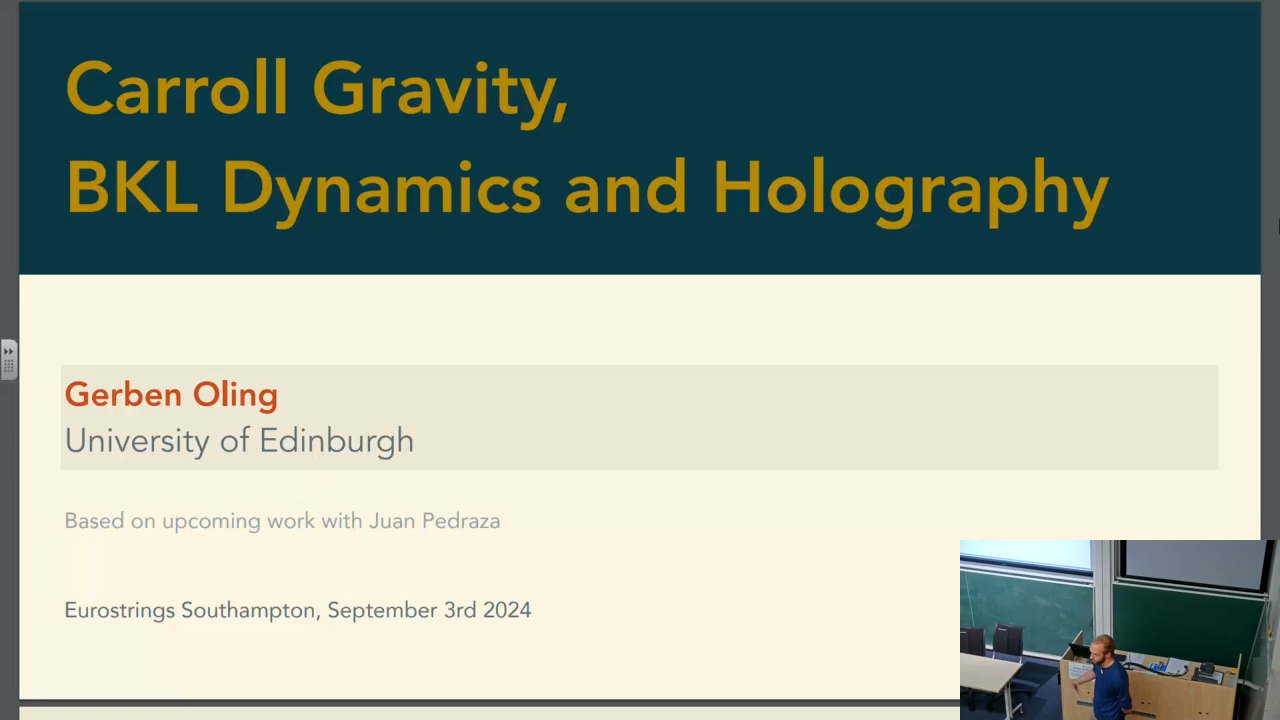 Carroll Gravity,
BKL Dynamics and Holography
Gerben Oling
University of Edinburgh
Based on upcoming work with Juan Pedraza
Eurostrings Southampton, September 3rd 2024